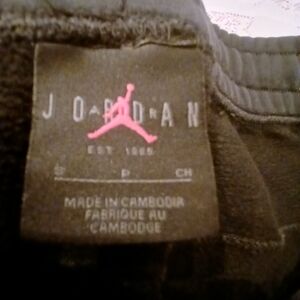 JORDAN
EST 1985
S P CH
MADE IN CAMBODIA
FABRIQUE AU
CAMBODGE